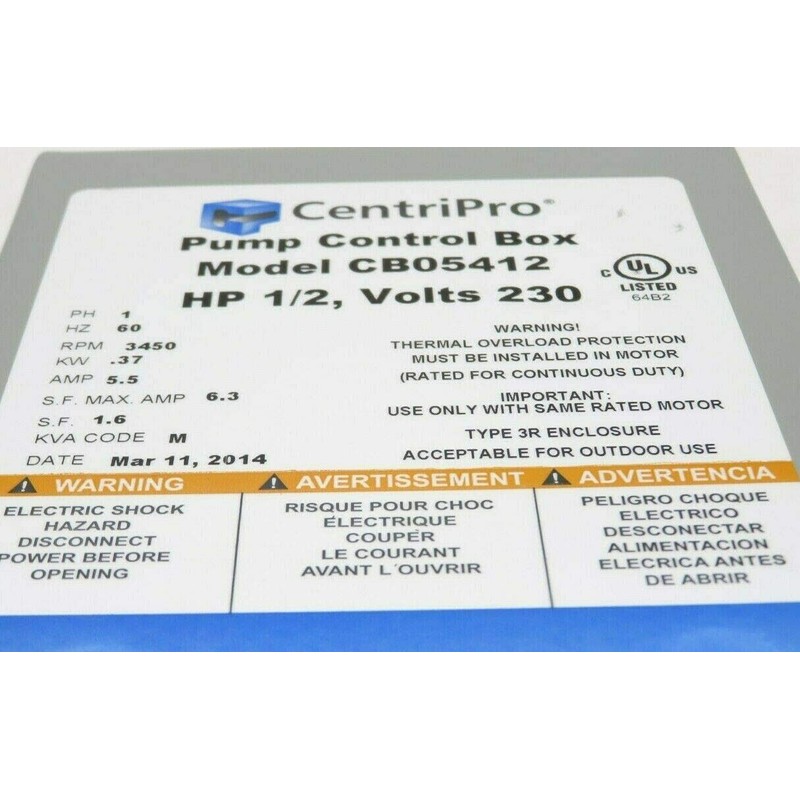 CentriPro®
Pump Control Box
Model CB05412
HP 1/2, Volts 230
C UL US
LISTED
64B2
PH 1
HZ 60
RPM 3450
KW .37
AMP 5.5
S.F. MAX. AMP 6.3
S.F. 1.6
KVA CODE M
DATE Mar 11, 2014
WARNING!
THERMAL OVERLOAD PROTECTION
MUST BE INSTALLED IN MOTOR
(RATED FOR CONTINUOUS DUTY)
IMPORTANT:
USE ONLY WITH SAME RATED MOTOR
TYPE 3R ENCLOSURE
ACCEPTABLE FOR OUTDOOR USE
WARNING
ELECTRIC SHOCK
HAZARD
DISCONNECT
POWER BEFORE
OPENING
AVERTISSEMENT
RISQUE POUR CHOC
ÉLECTRIQUE
COUPER
LE COURANT
AVANT L'OUVRIR
ADVERTENCIA
PELIGRO CHOQUE
ELECTRICO
DESCONECTAR
ALIMENTACION
ELECRICA ANTES
DE ABRIR